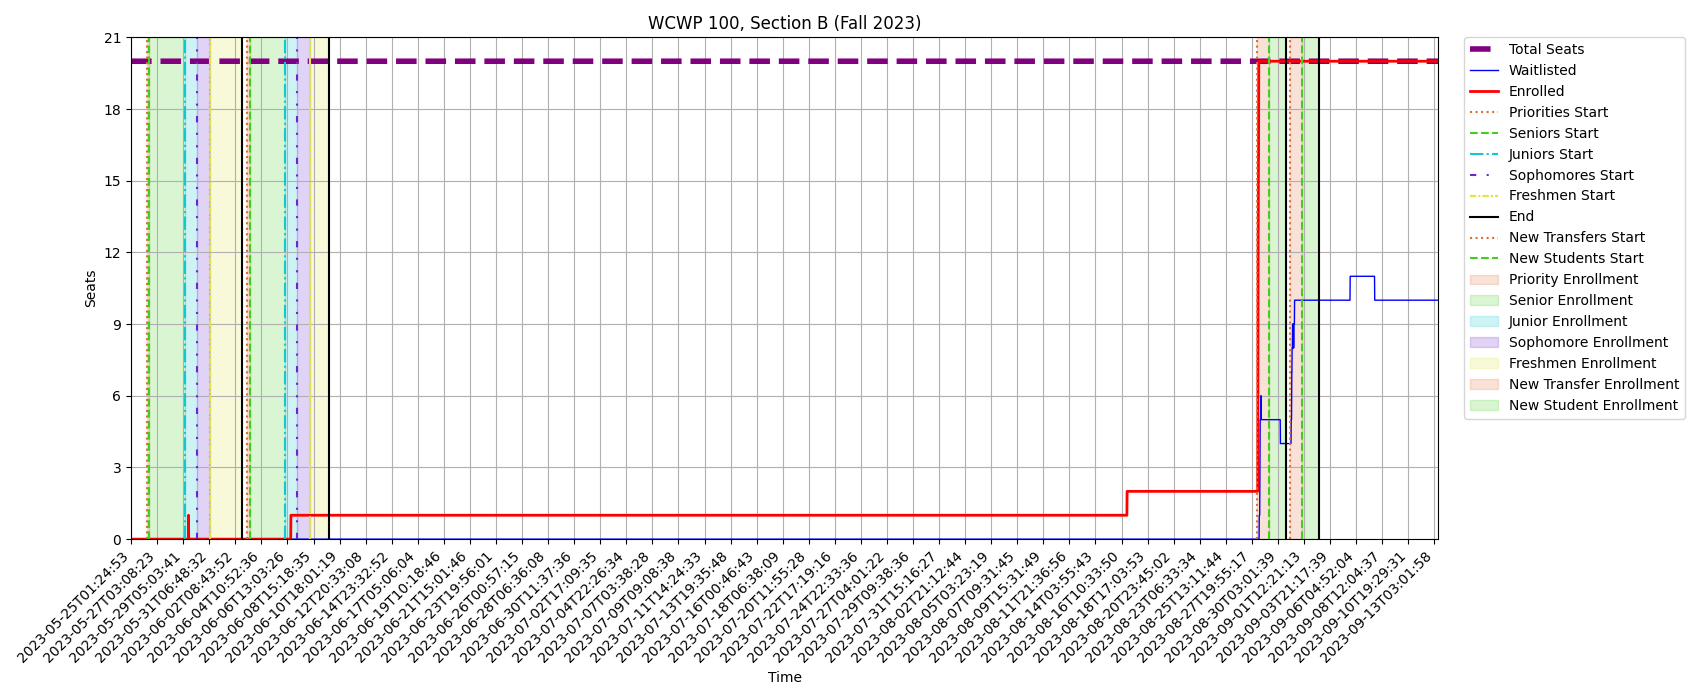 WCWP 100, Section B (Fall 2023)
21
18
15
12
9
6
3
0
Seats
2023-05-25T01:24:53
2023-05-27T03:08:23
2023-05-29T05:03:41
2023-05-31T06:48:32
2023-06-02T08:43:52
2023-06-04T10:52:36
2023-06-06T13:03:26
2023-06-08T15:18:35
2023-06-10T18:01:19
2023-06-12T20:33:08
2023-06-14T23:32:52
2023-06-17T05:06:04
2023-06-19T10:18:46
2023-06-21T15:01:46
2023-06-23T19:56:01
2023-06-26T00:57:15
2023-06-28T06:36:08
2023-06-30T11:37:36
2023-07-02T17:09:35
2023-07-04T22:26:34
2023-07-07T03:38:28
2023-07-09T09:08:38
2023-07-11T14:24:33
2023-07-13T19:35:48
2023-07-16T00:46:43
2023-07-18T06:38:09
2023-07-20T11:55:28
2023-07-22T17:19:16
2023-07-24T22:33:36
2023-07-27T04:01:22
2023-07-29T09:38:36
2023-07-31T15:16:27
2023-08-02T21:12:44
2023-08-05T03:23:19
2023-08-07T09:31:45
2023-08-09T15:31:49
2023-08-11T21:36:56
2023-08-14T03:55:43
2023-08-16T10:33:50
2023-08-18T17:03:53
2023-08-20T23:45:02
2023-08-23T06:33:34
2023-08-25T13:11:44
2023-08-27T19:55:17
2023-08-30T03:01:39
2023-09-01T12:21:13
2023-09-03T21:17:39
2023-09-06T04:52:04
2023-09-08T12:04:37
2023-09-10T19:29:31
2023-09-13T03:01:58
Time
Total Seats
Waitlisted
Enrolled
Priorities Start
Seniors Start
Juniors Start
Sophomores Start
Freshmen Start
End
New Transfers Start
New Students Start
Priority Enrollment
Senior Enrollment
Junior Enrollment
Sophomore Enrollment
Freshmen Enrollment
New Transfer Enrollment
New Student Enrollment